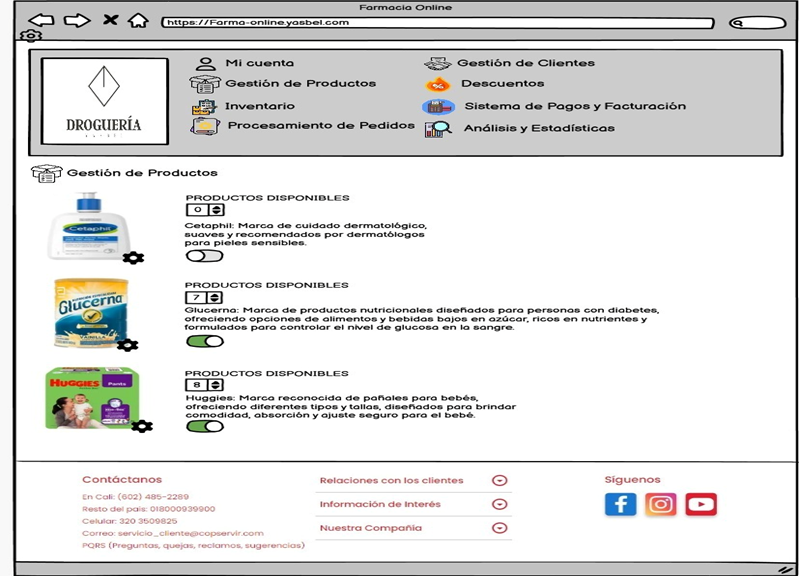 Farmacia Online
https://Farma-online.yasbel.com
DROGUERÍA
Mi cuenta
Gestión de Productos
Inventario
Procesamiento de Pedidos
Gestión de Clientes
Descuentos
Sistema de Pagos y Facturación
Análisis y Estadísticas
Gestión de Productos
Cetaphil
PRODUCTOS DISPONIBLES
0
Cetaphil: Marca de cuidado dermatológico,
suaves y recomendados por dermatólogos
para pieles sensibles.
Glucerna
VAINILLA
PRODUCTOS DISPONIBLES
7
Glucerna: Marca de productos nutricionales diseñados para personas con diabetes,
ofreciendo opciones de alimentos y bebidas bajos en azúcar, ricos en nutrientes y
formulados para controlar el nivel de glucosa en la sangre.
HUGGIES Pants
PRODUCTOS DISPONIBLES
8
Huggies: Marca reconocida de pañales para bebés,
ofreciendo diferentes tipos y tallas, diseñados para brindar
comodidad, absorción y ajuste seguro para el bebé.
Contáctanos
En Cali: (602) 485-2289
Resto del país: 018000939900
Celular: 320 3509825
Correo: servicio_cliente@copservir.com
PQRS (Preguntas, quejas, reclamos, sugerencias)
Relaciones con los clientes
Información de Interés
Nuestra Compañia
Síguenos